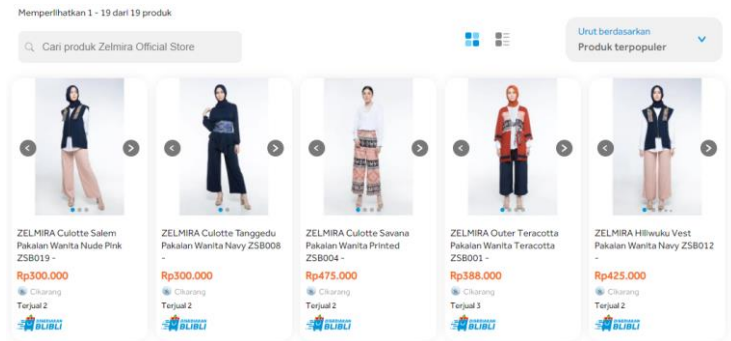 Memperlihatkan 1 - 19 dari 19 produk
Cari produk Zelmira Official Store
Urut berdasarkan
Produk terpopuler
ZELMIRA Culotte Salem
Pakaian Wanita Nude Pink
ZSB019 -
Rp300.000
Cikarang
Terjual 2
BLIBLI
ZELMIRA Culotte Tanggedu
Pakaian Wanita Navy ZSB008
-
Rp300.000
Cikarang
Terjual 2
BLIBLI
ZELMIRA Culotte Savana
Pakaian Wanita Printed
ZSB004 -
Rp475.000
Cikarang
Terjual 2
BLIBLI
ZELMIRA Outer Teracotta
Pakaian Wanita Teracotta
ZSB001 -
Rp388.000
Cikarang
Terjual 3
BLIBLI
ZELMIRA Hiliwuku Vest
Pakaian Wanita Navy ZSB012
-
Rp425.000
Cikarang
Terjual 2
BLIBLI